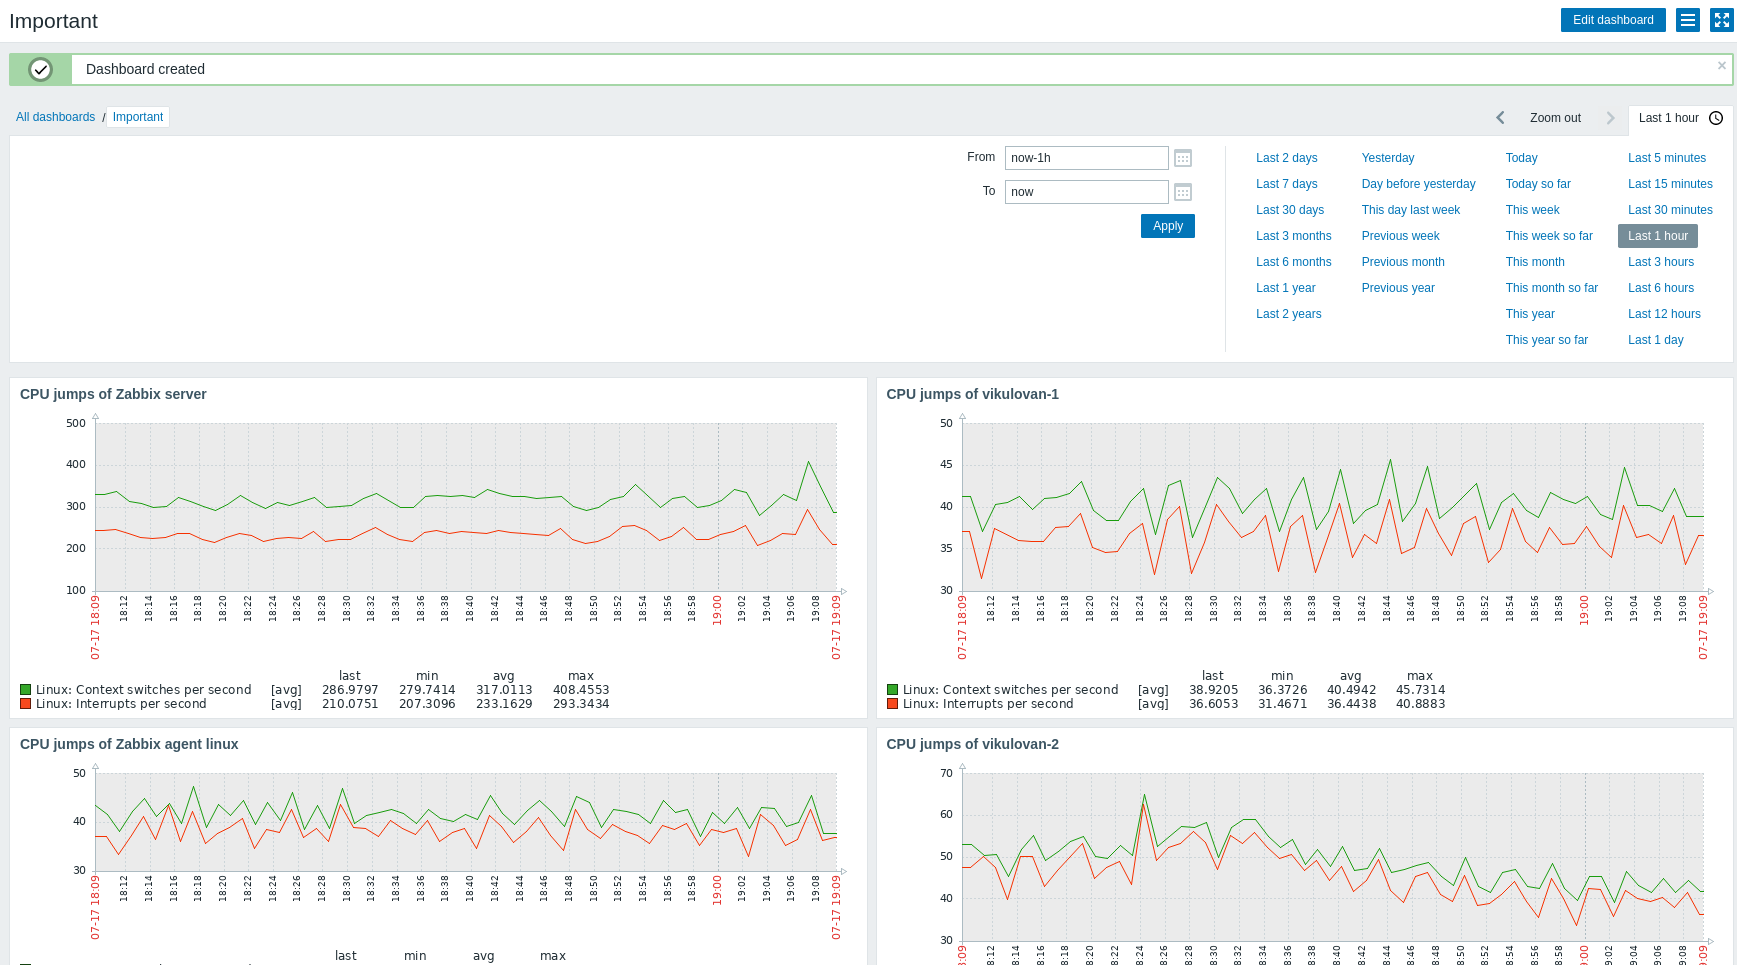 Important
Edit dashboard
Dashboard created
×
All dashboards / Important
Zoom out
Last 1 hour
From now-1h
To now
Apply
Last 2 days Yesterday Today Last 5 minutes
Last 7 days Day before yesterday Today so far Last 15 minutes
Last 30 days This day last week This week Last 30 minutes
Last 3 months Previous week This week so far Last 1 hour
Last 6 months Previous month This month Last 3 hours
Last 1 year Previous year This month so far Last 6 hours
Last 2 years This year Last 12 hours
This year so far Last 1 day
CPU jumps of Zabbix server
500
400
300
200
100
07-17 18:09 18:12 18:14 18:16 18:18 18:20 18:22 18:24 18:26 18:28 18:30 18:32 18:34 18:36 18:38 18:40 18:42 18:44 18:46 18:48 18:50 18:52 18:54 18:56 18:58 19:00 19:02 19:04 19:06 19:08 07-17 19:09
last min avg max
Linux: Context switches per second [avg] 286.9797 279.7414 317.0113 408.4553
Linux: Interrupts per second [avg] 210.0751 207.3096 233.1629 293.3434
CPU jumps of vikulovan-1
50
45
40
35
30
07-17 18:09 18:12 18:14 18:16 18:18 18:20 18:22 18:24 18:26 18:28 18:30 18:32 18:34 18:36 18:38 18:40 18:42 18:44 18:46 18:48 18:50 18:52 18:54 18:56 18:58 19:00 19:02 19:04 19:06 19:08 07-17 19:09
last min avg max
Linux: Context switches per second [avg] 38.9205 36.3726 40.4942 45.7314
Linux: Interrupts per second [avg] 36.6053 31.4671 36.4438 40.8883
CPU jumps of Zabbix agent linux
50
40
30
07-17 18:09 18:12 18:14 18:16 18:18 18:20 18:22 18:24 18:26 18:28 18:30 18:32 18:34 18:36 18:38 18:40 18:42 18:44 18:46 18:48 18:50 18:52 18:54 18:56 18:58 19:00 19:02 19:04 19:06 19:08 07-17 19:09
last min avg max
CPU jumps of vikulovan-2
70
60
50
40
30
18:12 18:14 18:16 18:18 18:20 18:22 18:24 18:26 18:28 18:30 18:32 18:34 18:36 18:38 18:40 18:42 18:44 18:46 18:48 18:50 18:52 18:54 18:56 18:58 19:02 19:04 19:06 19:08